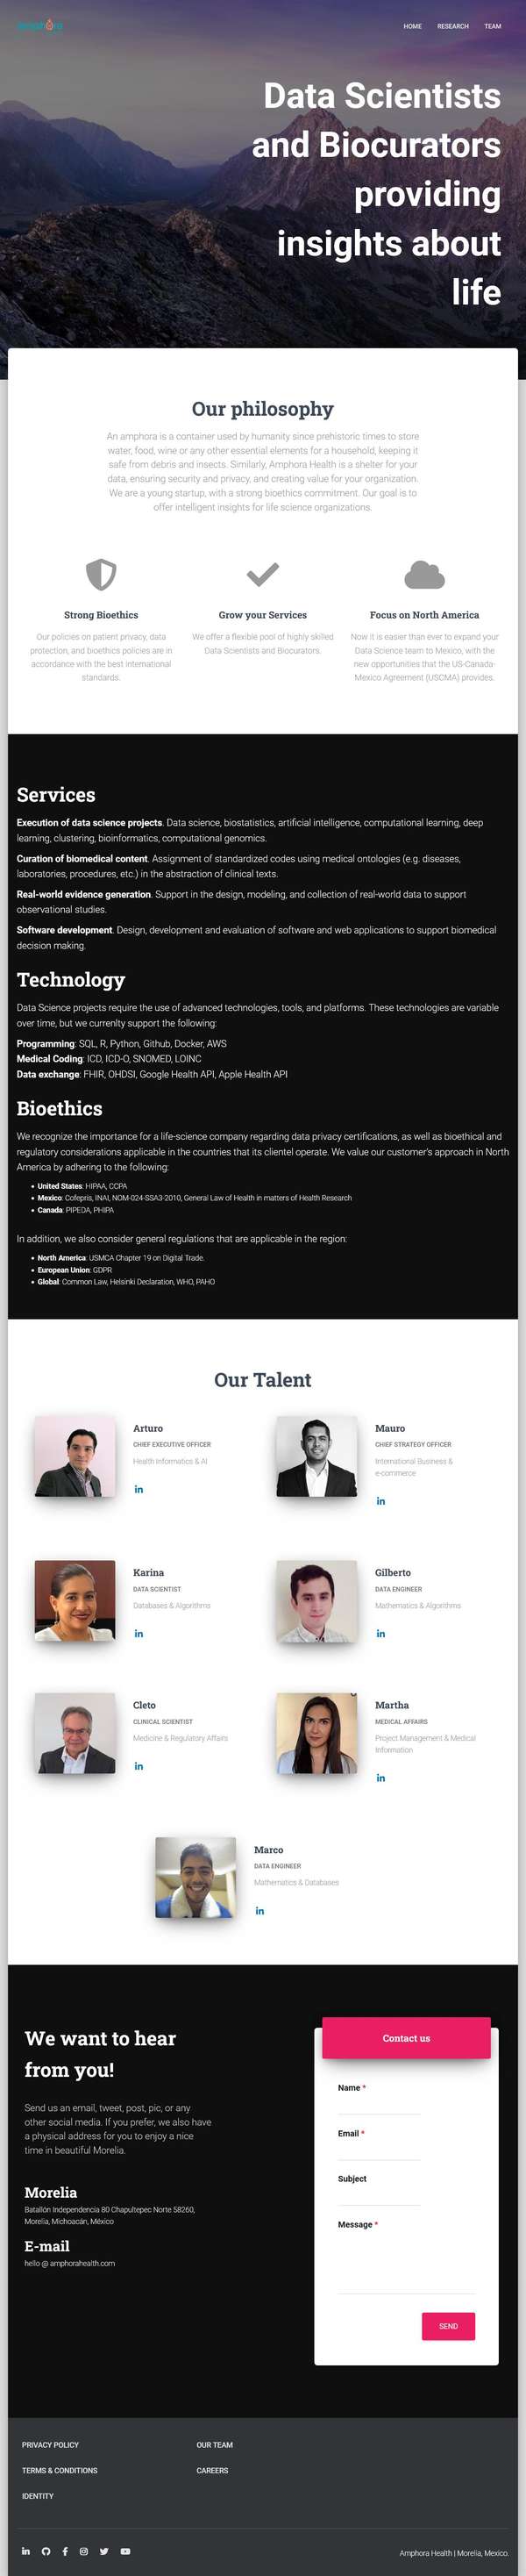 HOME RESEARCH TEAM
Data Scientists
and Biocurators
providing
insights about
life
Our philosophy
An amphora is a container used by humanity since prehistoric times to store
water, food, wine or any other essential elements for a household, keeping it
safe from debris and insects. Similarly, Amphora Health is a shelter for your
data, ensuring security and privacy, and creating value for your organization.
We are a young startup, with a strong bioethics commitment. Our goal is to
offer intelligent insights for life science organizations.
Strong Bioethics
Our policies on patient privacy, data
protection, and bioethics policies are in
accordance with the best international
standards.
Grow your Services
We offer a flexible pool of highly skilled
Data Scientists and Biocurators.
Focus on North America
Now it is easier than ever to expand your
Data Science team to Mexico, with the
new opportunities that the US-Canada-
Mexico Agreement (USCMA) provides.
Services
Execution of data science projects. Data science, biostatistics, artificial intelligence, computational learning, deep
learning, clustering, bioinformatics, computational genomics.
Curation of biomedical content. Assignment of standardized codes using medical ontologies (e.g. diseases,
laboratories, procedures, etc.) in the abstraction of clinical texts.
Real-world evidence generation. Support in the design, modeling, and collection of real-world data to support
observational studies.
Software development. Design, development and evaluation of software and web applications to support biomedical
decision making.
Technology
Data Science projects require the use of advanced technologies, tools, and platforms. These technologies are variable
over time, but we currenlty support the following:
Programming: SQL, R, Python, Github, Docker, AWS
Medical Coding: ICD, ICD-O, SNOMED, LOINC
Data exchange: FHIR, OHDSI, Google Health API, Apple Health API
Bioethics
We recognize the importance for a life-science company regarding data privacy certifications, as well as bioethical and
regulatory considerations applicable in the countries that its clientel operate. We value our customer's approach in North
America by adhering to the following:
• United States: HIPAA, CCPA
• Mexico: Cofepris, INAI, NOM-024-SSA3-2010, General Law of Health in matters of Health Research
• Canada: PIPEDA, PHIPA
In addition, we also consider general regulations that are applicable in the region:
• North America: USMCA Chapter 19 on Digital Trade.
• European Union: GDPR
• Global: Common Law, Helsinki Declaration, WHO, PAHO
Our Talent
Arturo
CHIEF EXECUTIVE OFFICER
Health Informatics & AI
in
Mauro
CHIEF STRATEGY OFFICER
International Business &
e-commerce
in
Karina
DATA SCIENTIST
Databases & Algorithms
in
Gilberto
DATA ENGINEER
Mathematics & Algorithms
in
Cleto
CLINICAL SCIENTIST
Medicine & Regulatory Affairs
in
Martha
MEDICAL AFFAIRS
Project Management & Medical
Information
in
Marco
DATA ENGINEER
Mathematics & Databases
in
We want to hear
from you!
Send us an email, tweet, post, pic, or any
other social media. If you prefer, we also have
a physical address for you to enjoy a nice
time in beautiful Morelia.
Morelia
Batallón Independencia 80 Chapultepec Norte 58260,
Morelia, Michoacán, México
E-mail
hello @ amphorahealth.com
Contact us
Name *
Email *
Subject
Message *
SEND
PRIVACY POLICY
TERMS & CONDITIONS
IDENTITY
OUR TEAM
CAREERS
Amphora Health | Morelia, Mexico.